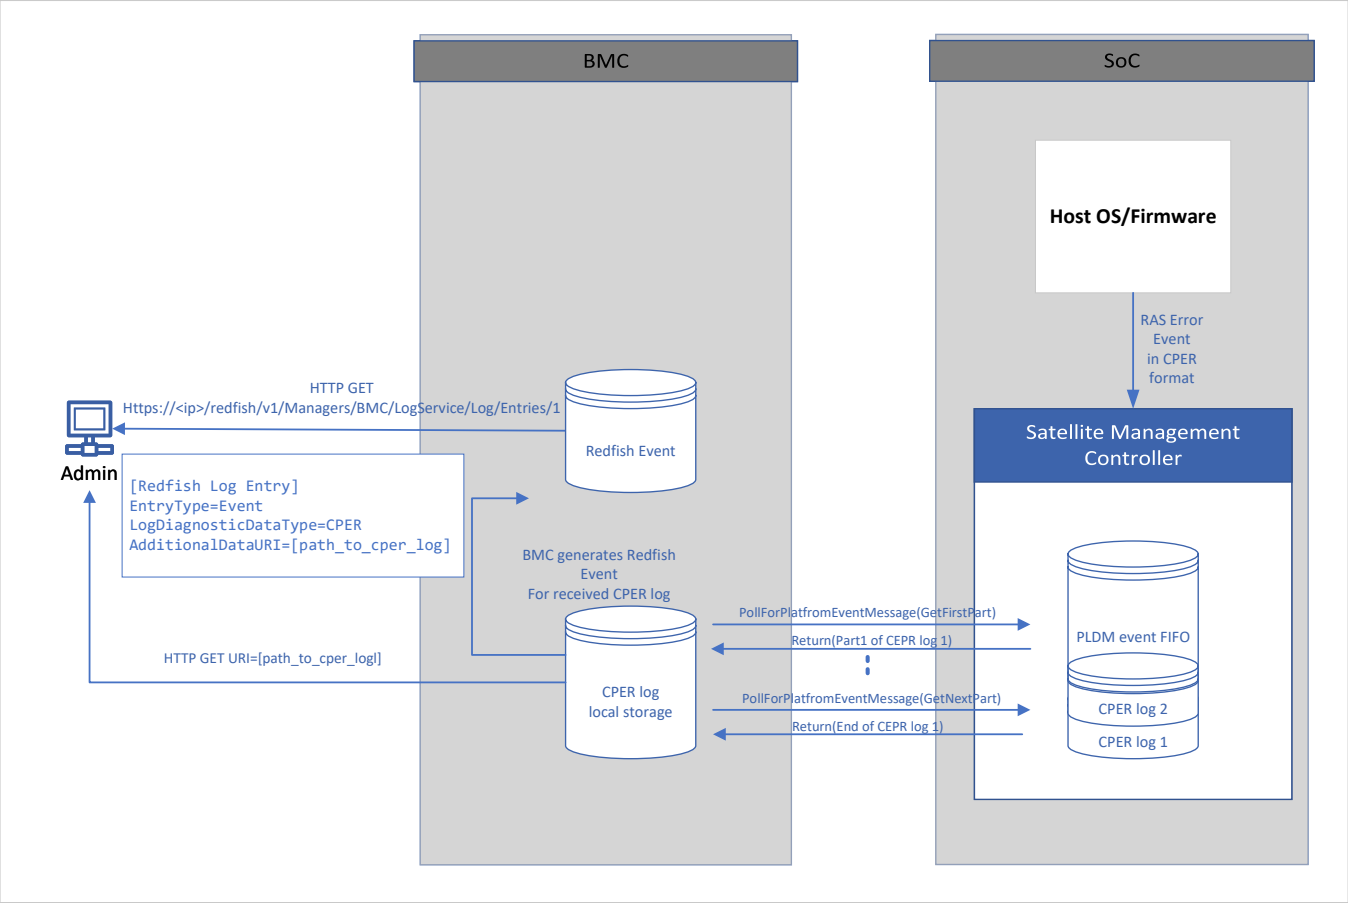 BMC
SoC
Host OS/Firmware
RAS Error
Event
in CPER
format
HTTP GET
Https://<ip>/redfish/v1/Managers/BMC/LogService/Log/Entries/1
Admin
Redfish Event
Satellite Management
Controller
[Redfish Log Entry]
EntryType=Event
LogDiagnosticDataType=CPER
AdditionalDataURI=[path_to_cper_log]
BMC generates Redfish
Event
For received CPER log
PollForPlatfromEventMessage(GetFirstPart)
Return(Part1 of CEPR log 1)
PLDM event FIFO
HTTP GET URI=[path_to_cper_logl]
CPER log
local storage
PollForPlatfromEventMessage(GetNextPart)
Return(End of CEPR log 1)
CPER log 2
CPER log 1